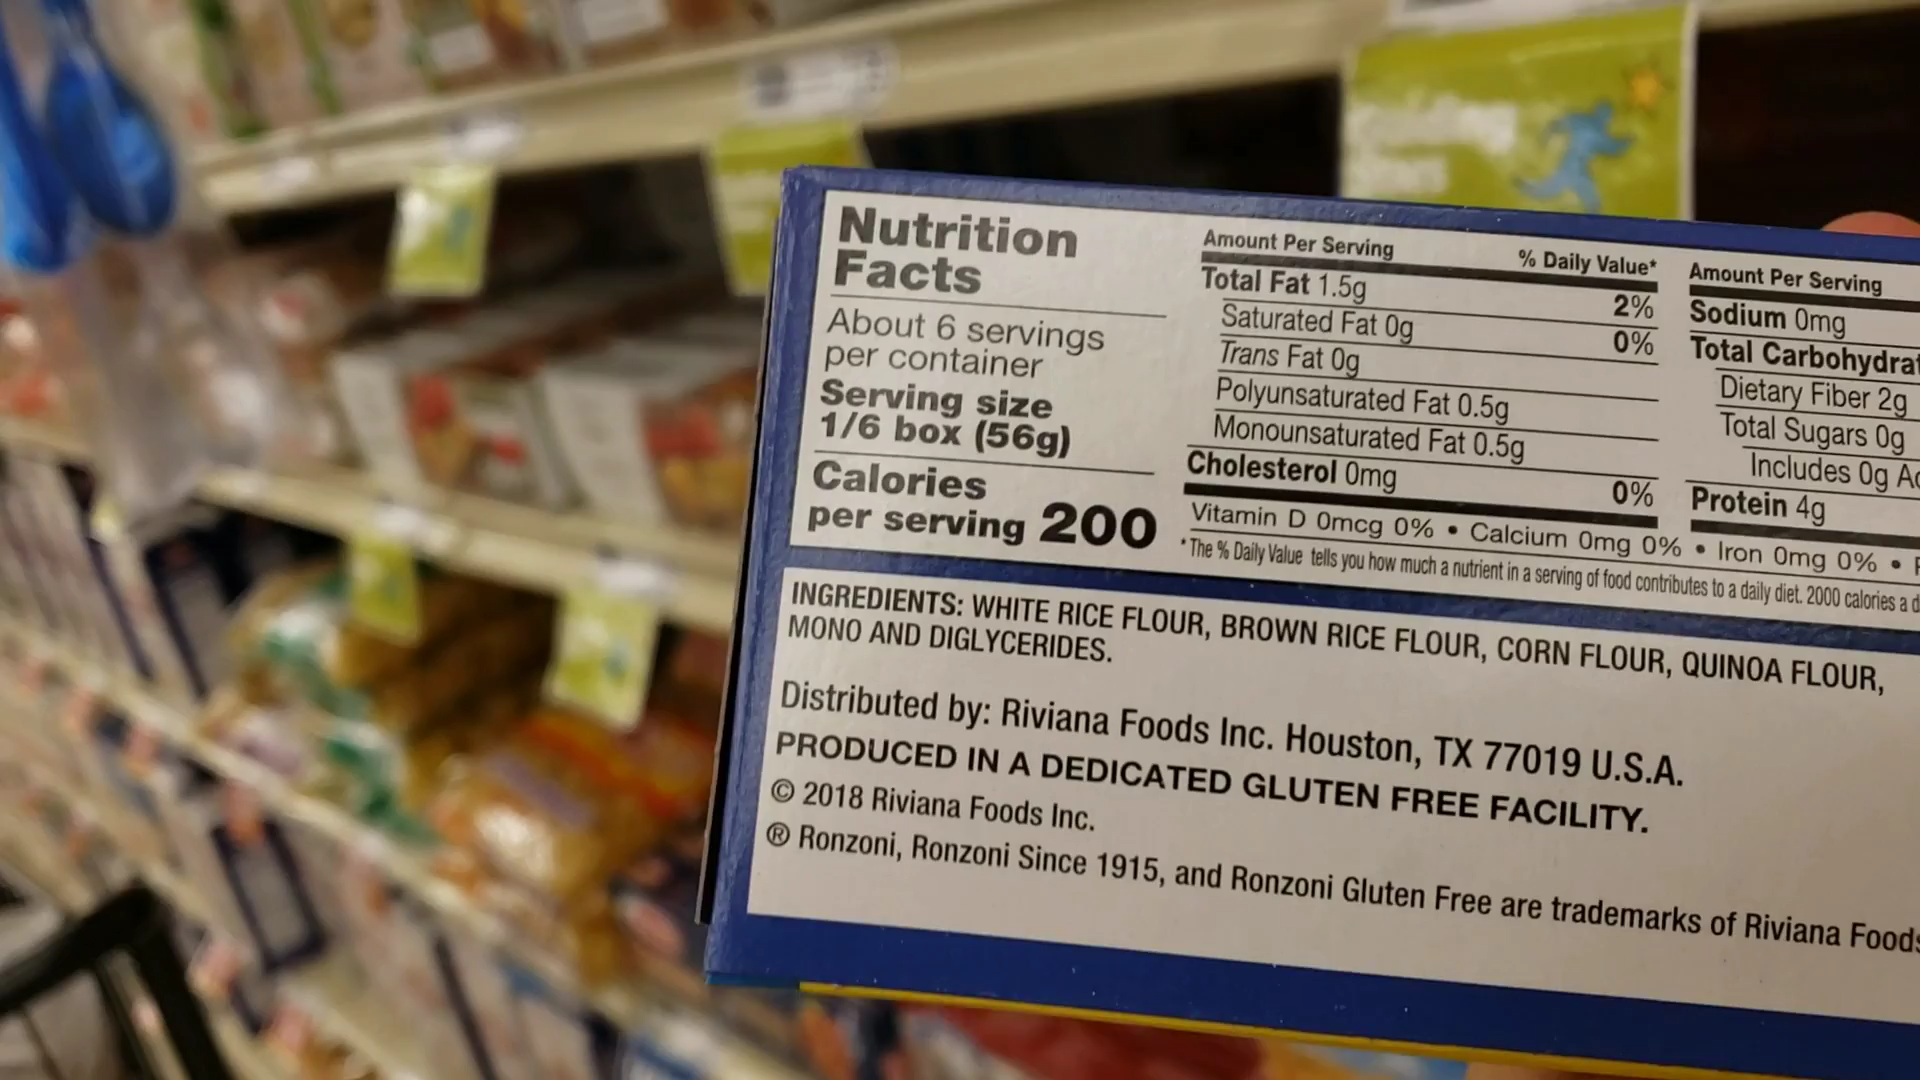 Nutrition
Facts
About 6 servings
per container
Serving size
1/6 box (56g)
Calories
per serving 200
Amount Per Serving % Daily Value*
Total Fat 1.5g 2%
Saturated Fat 0g 0%
Trans Fat 0g
Polyunsaturated Fat 0.5g
Monounsaturated Fat 0.5g
Cholesterol 0mg 0%
Amount Per Serving
Sodium 0mg
Total Carbohydrat
Dietary Fiber 2g
Total Sugars 0g
Includes 0g
Protein 4g
Vitamin D 0mcg 0% • Calcium 0mg 0% • Iron 0mg 0% •
*The % Daily Value tells you how much a nutrient in a serving of food contributes to a daily diet. 2000 calories a d
INGREDIENTS: WHITE RICE FLOUR, BROWN RICE FLOUR, CORN FLOUR, QUINOA FLOUR,
MONO AND DIGLYCERIDES.
Distributed by: Riviana Foods Inc. Houston, TX 77019 U.S.A.
PRODUCED IN A DEDICATED GLUTEN FREE FACILITY.
© 2018 Riviana Foods Inc.
® Ronzoni, Ronzoni Since 1915, and Ronzoni Gluten Free are trademarks of Riviana Foods